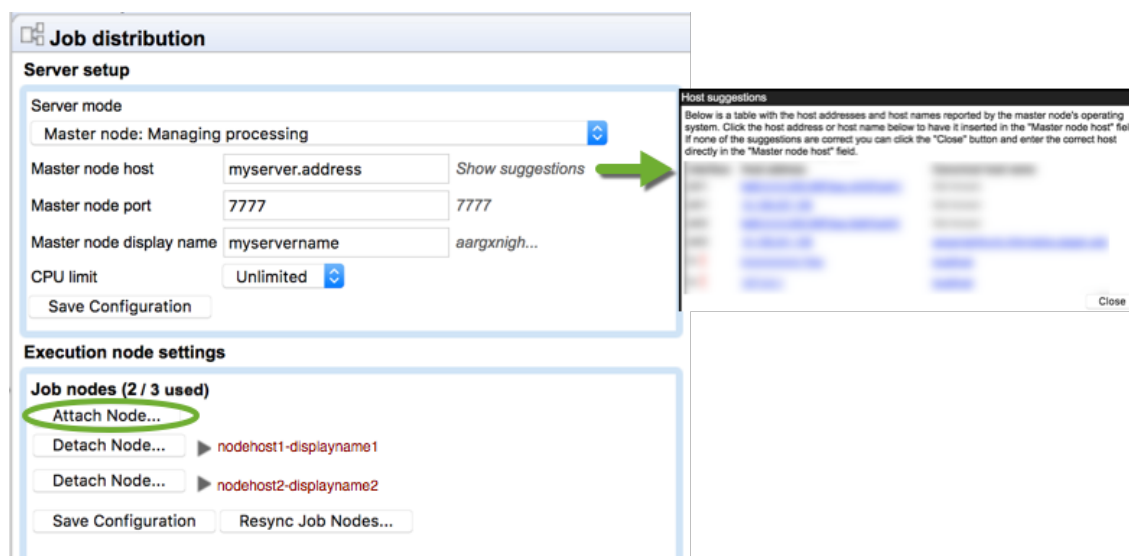 Job distribution
Server setup
Server mode
Master node: Managing processing
Master node host myserver.address Show suggestions
Master node port 7777 7777
Master node display name myservername aargxnigh...
CPU limit Unlimited
Save Configuration
Execution node settings
Job nodes (2 / 3 used)
Attach Node...
Detach Node... nodehost1-displayname1
Detach Node... nodehost2-displayname2
Save Configuration Resync Job Nodes...
Host suggestions
Below is a table with the host addresses and host names reported by the master node's operating
system. Click the host address or host name below to have it inserted in the "Master node host" fiel
If none of the suggestions are correct you can click the "Close" button and enter the correct host
directly in the "Master node host" field.
Close